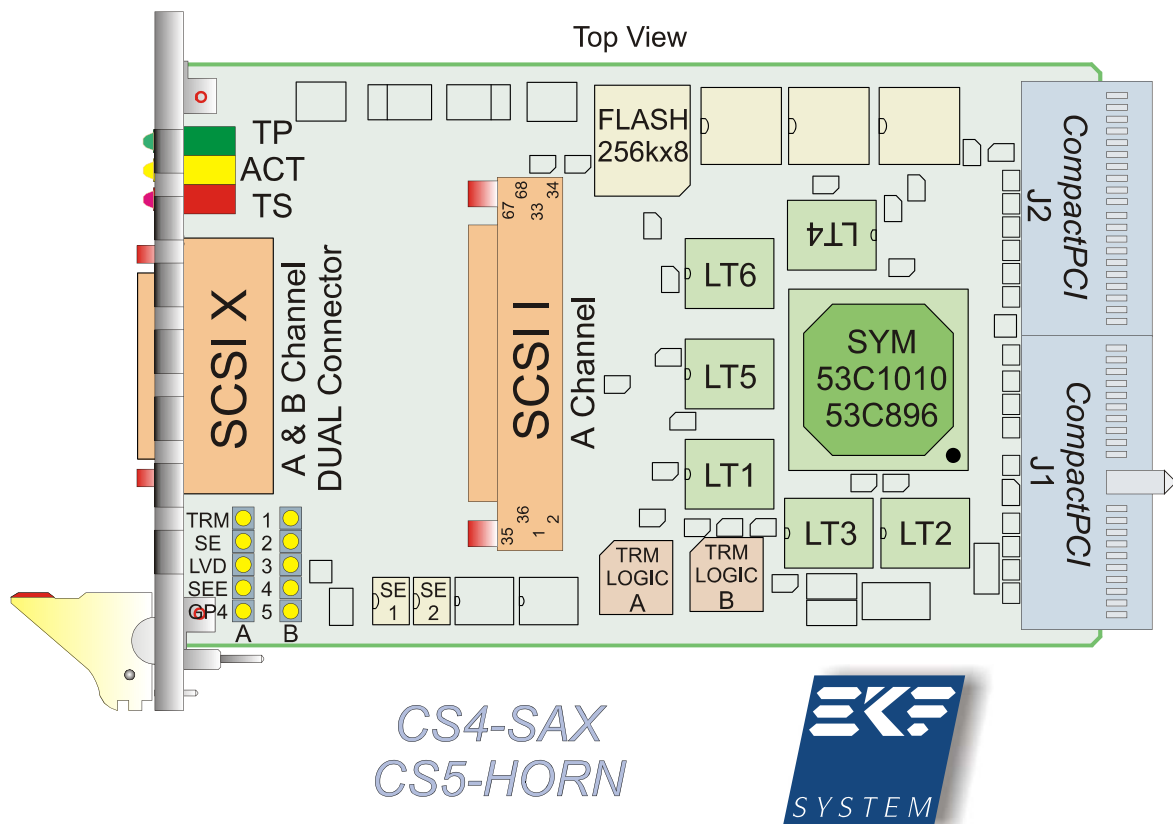 Top View
TP
ACT
TS
FLASH
256kx8
CompactPCI
J2
SCSI X
A & B Channel
DUAL Connector
67
68
33
34
SCSI I
A Channel
35
36
1
2
LT4
LT6
LT5
LT1
SYM
53C1010
53C896
LT3
LT2
CompactPCI
J1
TRM 1
SE 2
LVD 3
SEE 4
GP4 5
A B
SE
1
SE
2
TRM
LOGIC
A
TRM
LOGIC
B
CS4-SAX
CS5-HORN
EKF
SYSTEM